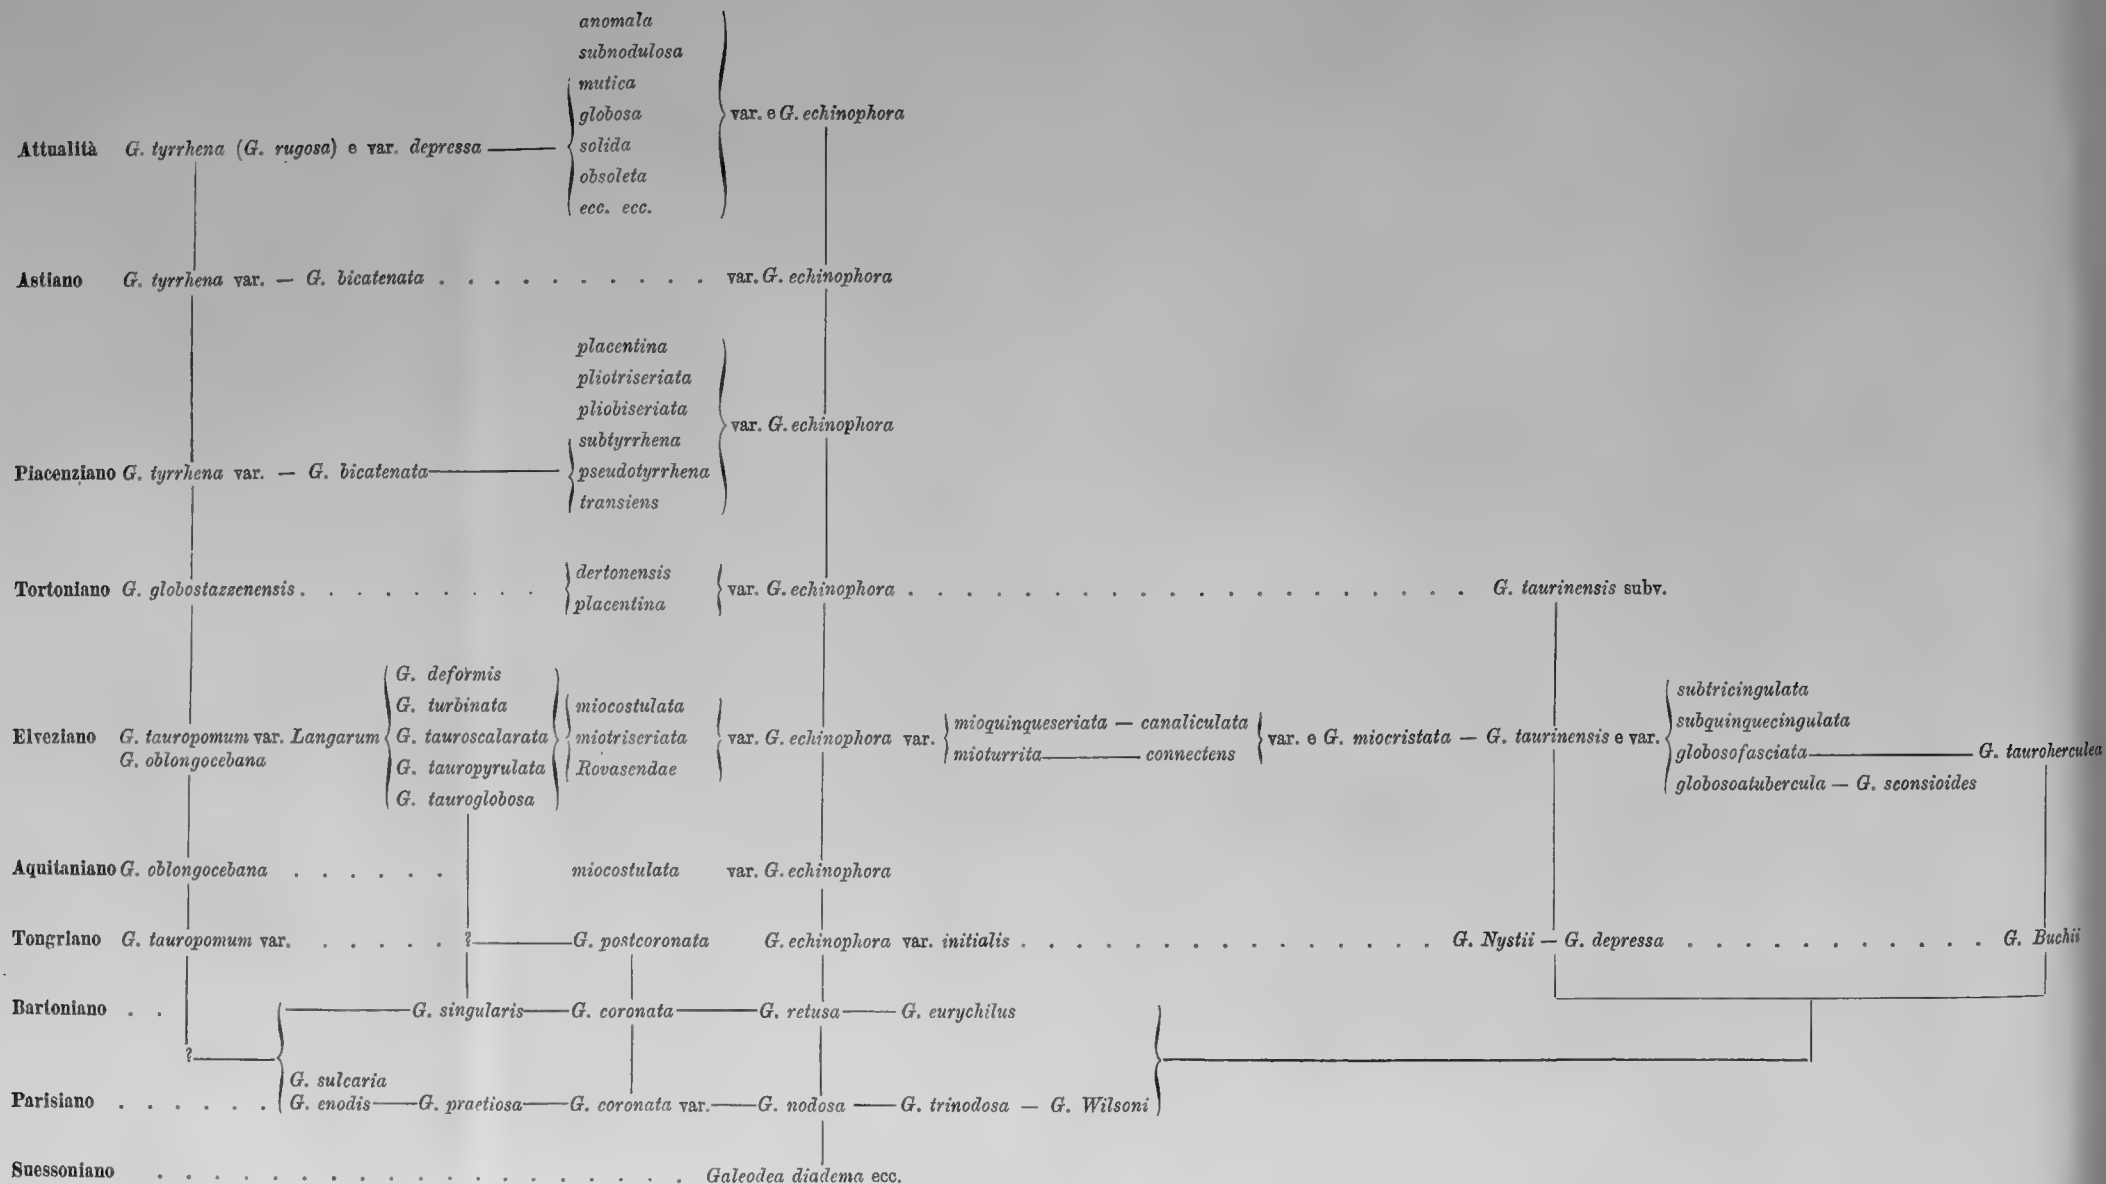 anomala
subnodulosa
mutica
globosa
var. e G. echinophora
Attualità G. tyrrhena (G. rugosa) e var. depressa
solida
obsoleta
ecc. ecc.
Astiano G. tyrrhena var. — G. bicatenata . . . . . . . . . . var. G. echinophora
placentina
pliotriseriata
pliobiseriata
var. G. echinophora
subtyrrhena
Piacenziano G. tyrrhena var. — G. bicatenata
pseudotyrrhena
transiens
dertonensis
Tortoniano G. globostazzenensis . . . . . . . . . var. G. echinophora . . . . . . . . . . . . . . . . . . G. taurinensis subv.
placentina
G. deformis
subtricingulata
G. turbinata
miocostulata
mioquinqueseriata — canaliculata
subquinquecingulata
Elveziano G. tauropomum var. Langarum G. tauroscalarata miotriseriata var. G. echinophora var. var. e G. miocristata — G. taurinensis e var.
mioturrita — connectens
globosofasciata — G. tauroherculea
G. oblongocebana
G. tauropyrulata
Rovasendae
globosoatubercula — G. sconsioides
G. tauroglobosa
Aquitaniano G. oblongocebana . . . . . . miocostulata var. G. echinophora
Tongriano G. tauropomum var. . . . . . ? — G. postcoronata G. echinophora var. initialis . . . . . . . . . . . . . . . G. Nystii — G. depressa . . . . . . . . . . . G. Buchii
Bartoniano . . G. singularis — G. coronata — G. retusa — G. eurychilus
?
G. sulcaria
Parisiano . . . . . . G. enodis — G. praetiosa — G. coronata var. — G. nodosa — G. trinodosa — G. Wilsoni
Suessoniano . . . . . . . . . . . . . . . . . . . Galeodea diadema ecc.